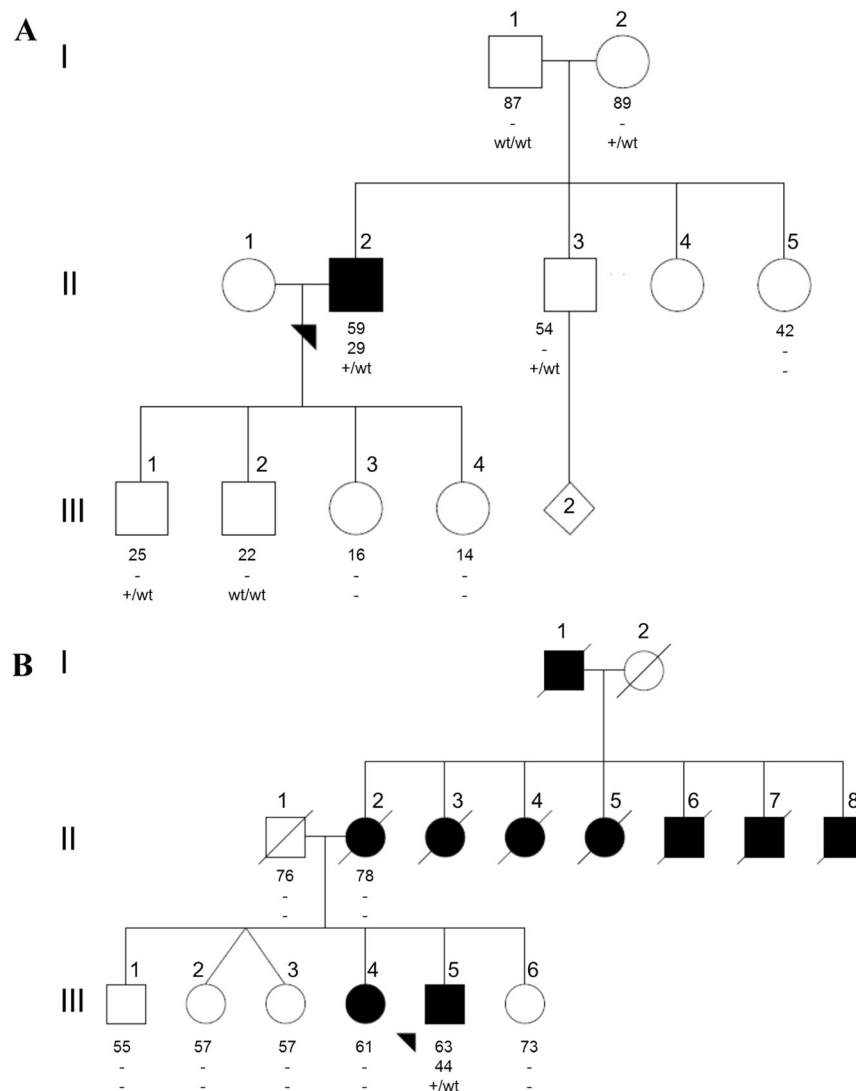 A
I
1 2
87 89
- -
wt/wt +/wt
II
1 2 3 4 5
59 54 42
29 - -
+/wt +/wt -
III
1 2 3 4 2
25 22 16 14
- - - -
+/wt wt/wt - -
B
I
1 2
II
1 2 3 4 5 6 7 8
76 78
- -
- -
III
1 2 3 4 5 6
55 57 57 61 63 73
- - - - 44 -
- - - - +/wt -